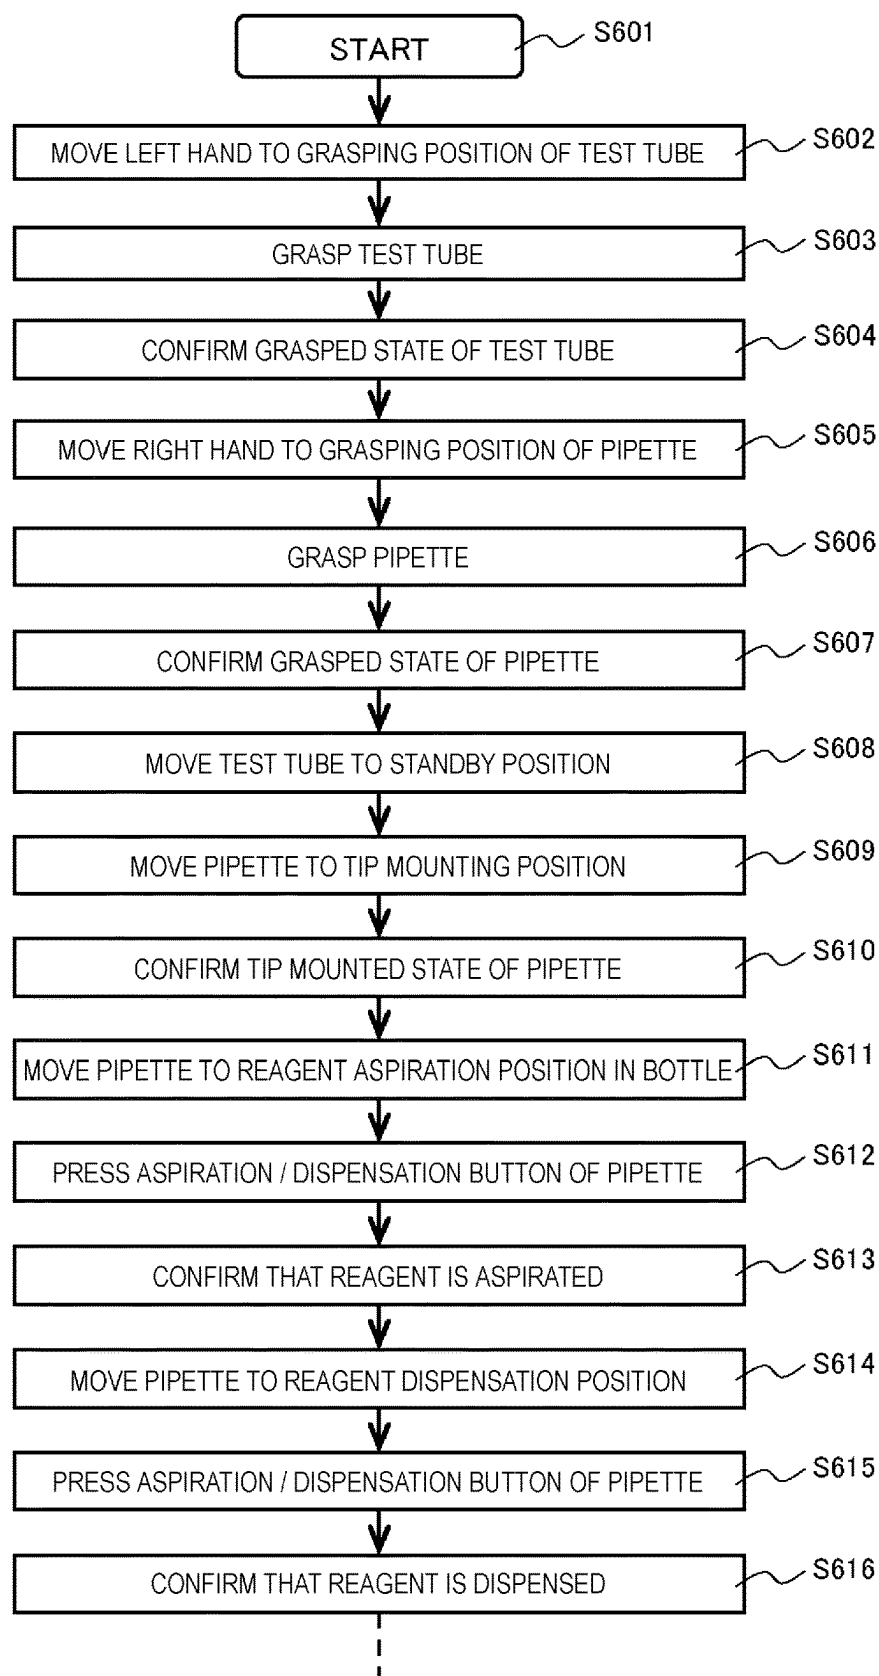 START
S601
MOVE LEFT HAND TO GRASPING POSITION OF TEST TUBE
S602
GRASP TEST TUBE
S603
CONFIRM GRASPED STATE OF TEST TUBE
S604
MOVE RIGHT HAND TO GRASPING POSITION OF PIPETTE
S605
GRASP PIPETTE
S606
CONFIRM GRASPED STATE OF PIPETTE
S607
MOVE TEST TUBE TO STANDBY POSITION
S608
MOVE PIPETTE TO TIP MOUNTING POSITION
S609
CONFIRM TIP MOUNTED STATE OF PIPETTE
S610
MOVE PIPETTE TO REAGENT ASPIRATION POSITION IN BOTTLE
S611
PRESS ASPIRATION / DISPENSATION BUTTON OF PIPETTE
S612
CONFIRM THAT REAGENT IS ASPIRATED
S613
MOVE PIPETTE TO REAGENT DISPENSATION POSITION
S614
PRESS ASPIRATION / DISPENSATION BUTTON OF PIPETTE
S615
CONFIRM THAT REAGENT IS DISPENSED
S616